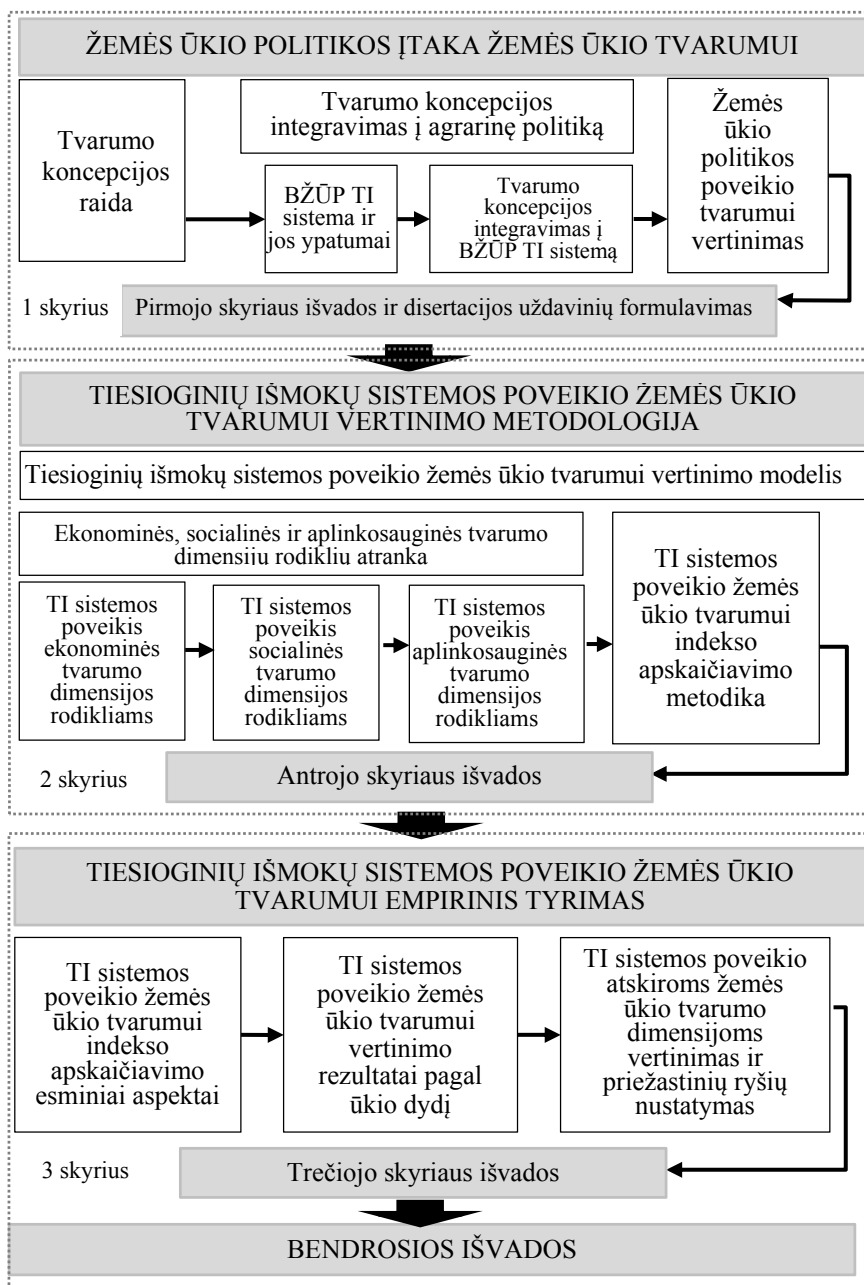 ŽEMĖS ŪKIO POLITIKOS ĮTAKA ŽEMĖS ŪKIO TVARUMUI
Tvarumo
koncepcijos
raida
Tvarumo koncepcijos
integravimas į agrarinę politiką
BŽŪP TI
sistema ir
jos ypatumai
Tvarumo
koncepcijos
integravimas į
BŽŪP TI sistemą
Žemės
ūkio
politikos
poveikio
tvarumui
vertinimas
1 skyrius
Pirmojo skyriaus išvados ir disertacijos uždavinių formulavimas
TIESIOGINIŲ IŠMOKŲ SISTEMOS POVEIKIO ŽEMĖS ŪKIO
TVARUMUI VERTINIMO METODOLOGIJA
Tiesioginių išmokų sistemos poveikio žemės ūkio tvarumui vertinimo modelis
Ekonominės, socialinės ir aplinkosauginės tvarumo
dimensiju rodikliu atranka
TI sistemos
poveikis
ekonominės
tvarumo
dimensijos
rodikliams
TI sistemos
poveikis
socialinės
tvarumo
dimensijos
rodikliams
TI sistemos
poveikis
aplinkosauginės
tvarumo
dimensijos
rodikliams
TI sistemos
poveikio žemės
ūkio tvarumui
indekso
apskaičiavimo
metodika
2 skyrius
Antrojo skyriaus išvados
TIESIOGINIŲ IŠMOKŲ SISTEMOS POVEIKIO ŽEMĖS ŪKIO
TVARUMUI EMPIRINIS TYRIMAS
TI sistemos
poveikio žemės
ūkio tvarumui
indekso
apskaičiavimo
esminiai aspektai
TI sistemos
poveikio žemės
ūkio tvarumui
vertinimo
rezultatai pagal
ūkio dydį
TI sistemos poveikio
atskiroms žemės
ūkio tvarumo
dimensijoms
vertinimas ir
priežastinių ryšių
nustatymas
3 skyrius
Trečiojo skyriaus išvados
BENDROSIOS IŠVADOS